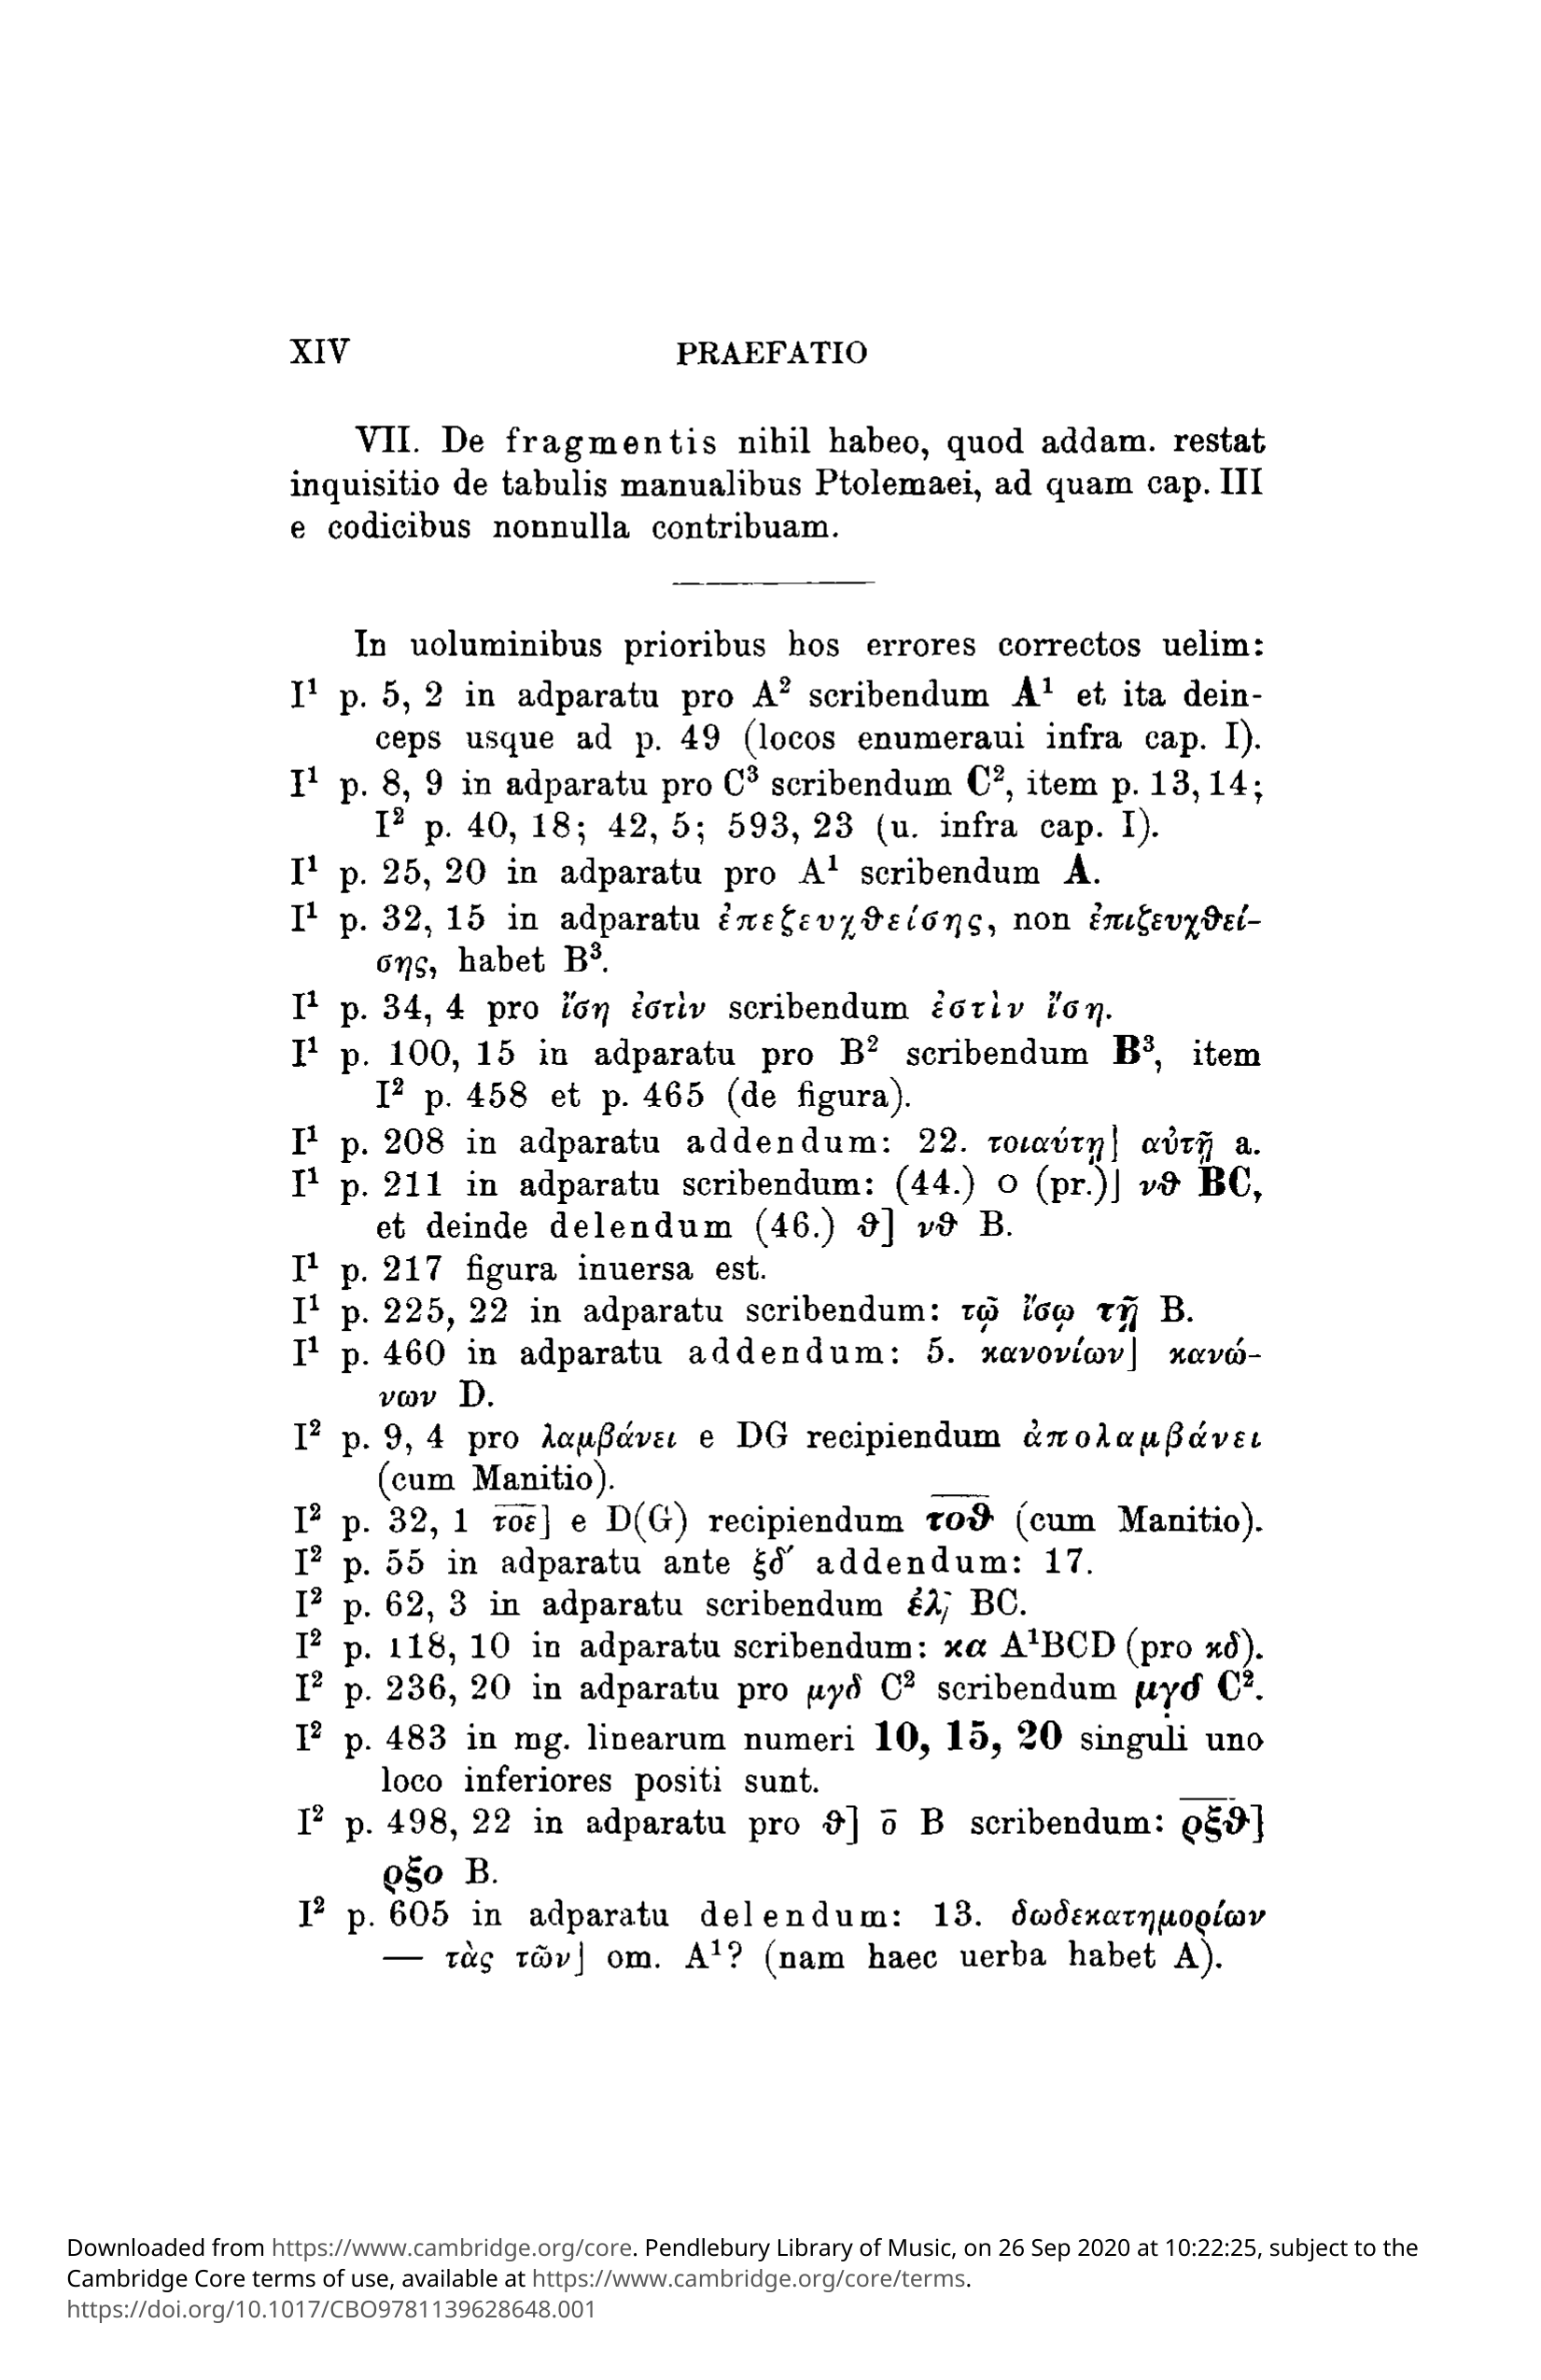 XIV PRAEFATIO
VII. De fragmentis nihil habeo, quod addam. restat
inquisitio de tabulis manualibus Ptolemaei, ad quam cap. III
e codicibus nonnulla contribuam.
In uoluminibus prioribus hos errores correctos uelim:
I¹ p. 5, 2 in adparatu pro A² scribendum A¹ et ita dein-
ceps usque ad p. 49 (locos enumeraui infra cap. I).
I¹ p. 8, 9 in adparatu pro C³ scribendum C², item p. 13, 14;
I² p. 40, 18; 42, 5; 593, 23 (u. infra cap. I).
I¹ p. 25, 20 in adparatu pro A¹ scribendum A.
I¹ p. 32, 15 in adparatu ἐπεζευχθείσης, non ἐπιζευχθεί-
σης, habet B³.
I¹ p. 34, 4 pro ἴση ἐστὶν scribendum ἐστὶν ἴση.
I¹ p. 100, 15 in adparatu pro B² scribendum B³, item
I² p. 458 et p. 465 (de figura).
I¹ p. 208 in adparatu addendum: 22. τοιαύτῃ] αὐτῇ a.
I¹ p. 211 in adparatu scribendum: (44.) ο (pr.)] νθ BC,
et deinde delendum (46.) θ] νθ B.
I¹ p. 217 figura inuersa est.
I¹ p. 225, 22 in adparatu scribendum: τῷ ἴσῳ τῇ B.
I¹ p. 460 in adparatu addendum: 5. κανονίων] κανό-
νων D.
I² p. 9, 4 pro λαμβάνει e DG recipiendum ἀπολαμβάνει
(cum Manitio).
I² p. 32, 1 τ̅ο̅ε̅] e D(G) recipiendum τ̅ο̅θ̅ (cum Manitio).
I² p. 55 in adparatu ante ξδ´ addendum: 17.
I² p. 62, 3 in adparatu scribendum BC.
I² p. 118, 10 in adparatu scribendum: κα A¹BCD (pro κδ).
I² p. 236, 20 in adparatu pro μγδ C² scribendum μγ̣δ C².
I² p. 483 in mg. linearum numeri 10, 15, 20 singuli uno
loco inferiores positi sunt.
I² p. 498, 22 in adparatu pro θ] ο̅ B scribendum: ρ̅ξ̅θ̅]
ρξο B.
I² p. 605 in adparatu delendum: 13. δωδεκατημορίων
— τὰς τῶν] om. A¹? (nam haec uerba habet A).
Downloaded from https://www.cambridge.org/core. Pendlebury Library of Music, on 26 Sep 2020 at 10:22:25, subject to the
Cambridge Core terms of use, available at https://www.cambridge.org/core/terms.
https://doi.org/10.1017/CBO9781139628648.001